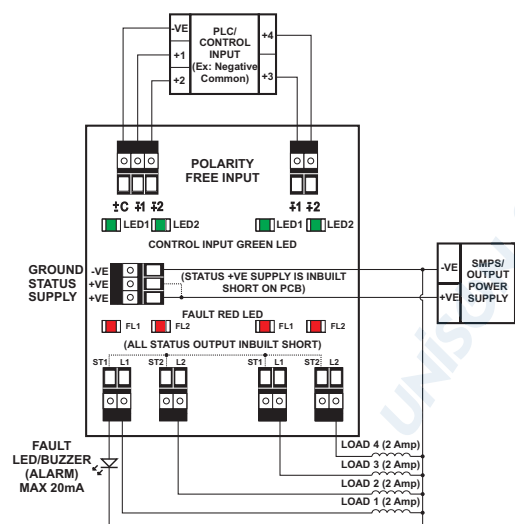 -VE
+1
+2
PLC/
CONTROL
INPUT
(Ex: Negative
Common)
+4
+3
POLARITY
FREE INPUT
±C ∓1 ∓2
∓1 ∓2
LED1 LED2
LED1 LED2
CONTROL INPUT GREEN LED
GROUND
STATUS
SUPPLY
-VE
+VE
+VE
(STATUS +VE SUPPLY IS INBUILT
SHORT ON PCB)
-VE
+VE
SMPS/
OUTPUT
POWER
SUPPLY
FAULT RED LED
FL1 FL2
FL1 FL2
(ALL STATUS OUTPUT INBUILT SHORT)
ST1 L1 ST2 L2 ST1 L1 ST2 L2
FAULT
LED/BUZZER
(ALARM)
MAX 20mA
LOAD 4 (2 Amp)
LOAD 3 (2 Amp)
LOAD 2 (2 Amp)
LOAD 1 (2 Amp)